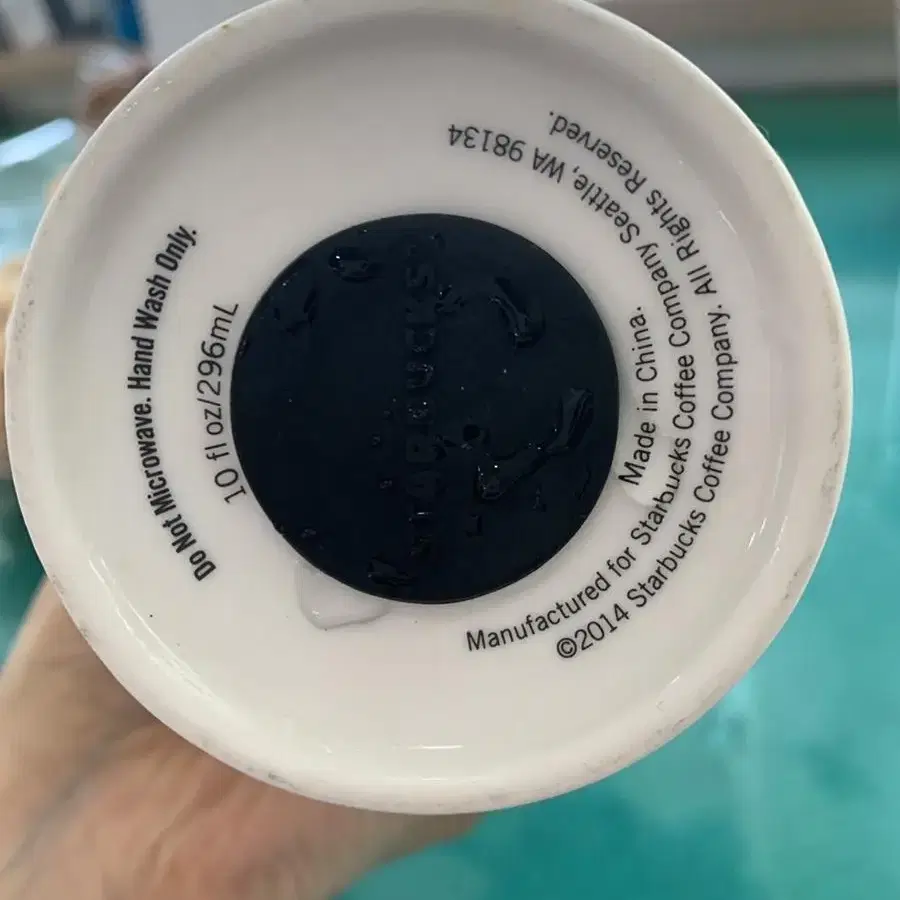 Do Not Microwave. Hand Wash Only.
10 fl oz/296mL
STARBUCKS
Made in China.
Manufactured for Starbucks Coffee Company Seattle, WA 98134
©2014 Starbucks Coffee Company. All Rights Reserved.